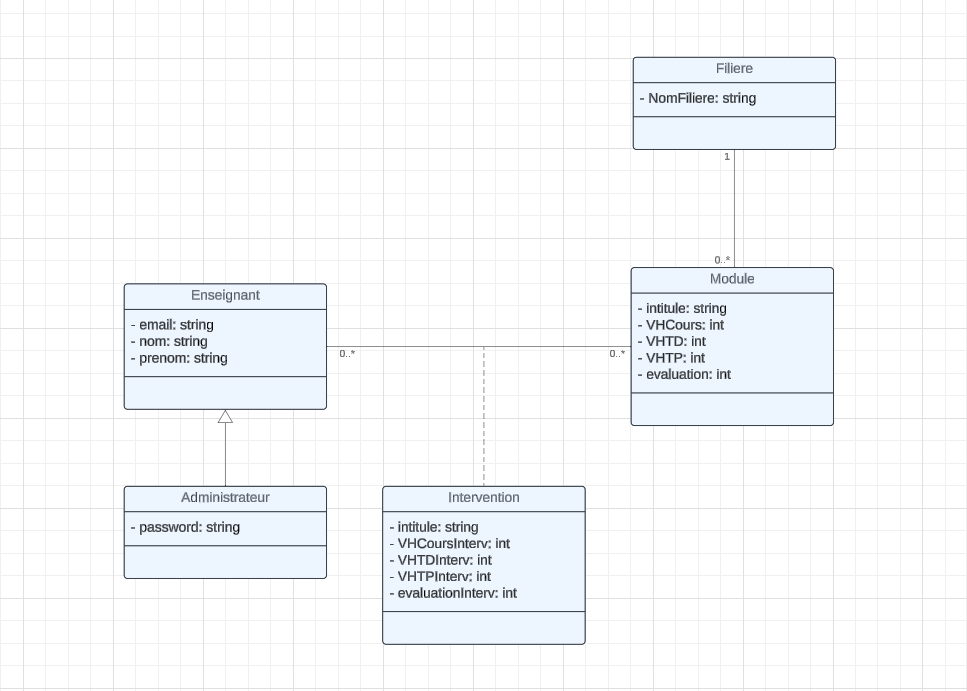 Filiere
- NomFiliere: string
1
0..*
Module
- intitule: string
- VHCours: int
- VHTD: int
- VHTP: int
- evaluation: int
Enseignant
- email: string
- nom: string
- prenom: string
0..*
0..*
Administrateur
- password: string
Intervention
- intitule: string
- VHCoursInterv: int
- VHTDInterv: int
- VHTPInterv: int
- evaluationInterv: int